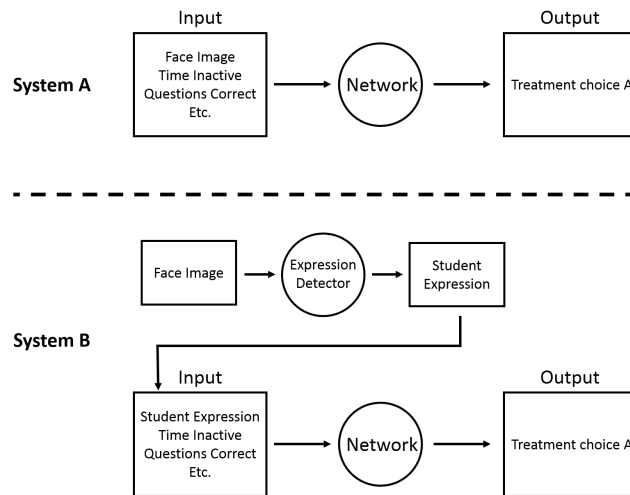 Input
Output
System A
Face Image
Time Inactive
Questions Correct
Etc.
Network
Treatment choice A
Face Image
Expression
Detector
Student
Expression
System B
Input
Output
Student Expression
Time Inactive
Questions Correct
Etc.
Network
Treatment choice A